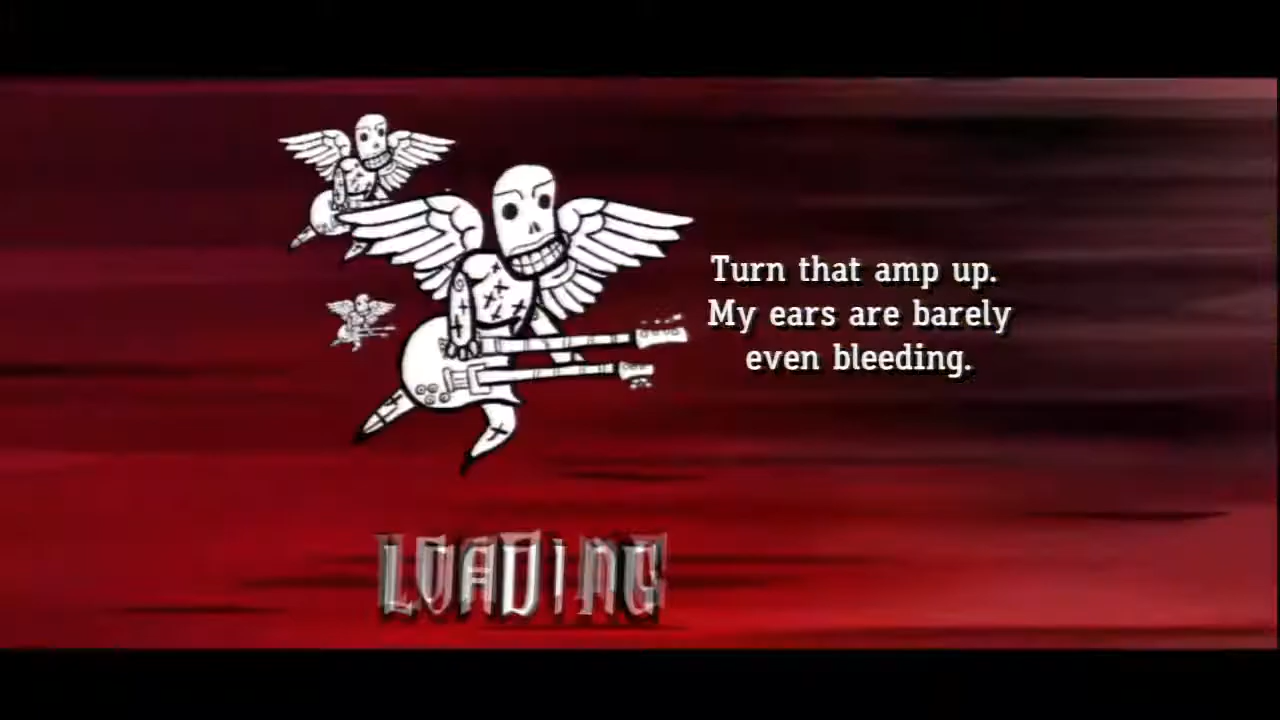 Turn that amp up.
My ears are barely
even bleeding.
LOADING